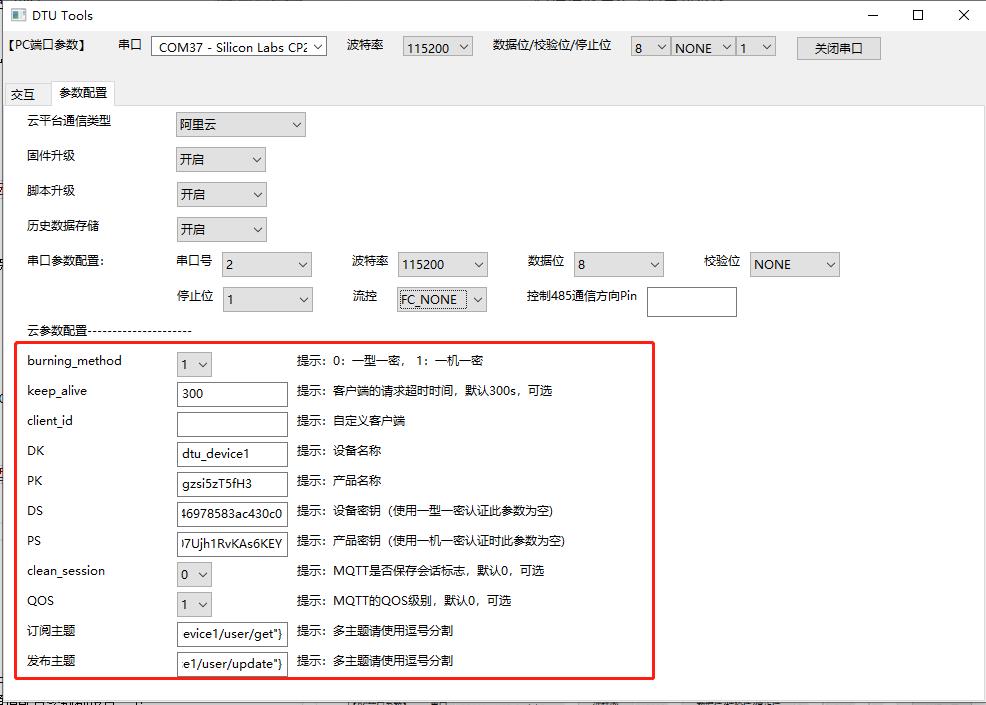 DTU Tools
【PC端口参数】 串口 COM37 - Silicon Labs CP2 波特率 115200 数据位/校验位/停止位 8 NONE 1 关闭串口
交互 参数配置
云平台通信类型 阿里云
固件升级 开启
脚本升级 开启
历史数据存储 开启
串口参数配置: 串口号 2 波特率 115200 数据位 8 校验位 NONE
停止位 1 流控 FC_NONE 控制485通信方向Pin
云参数配置---------------------
burning_method 1 提示：0：一型一密， 1：一机一密
keep_alive 300 提示：客户端的请求超时时间，默认300s，可选
client_id 提示：自定义客户端
DK dtu_device1 提示：设备名称
PK gzsi5zT5fH3 提示：产品名称
DS 46978583ac430c0 提示：设备密钥（使用一型一密认证此参数为空）
PS 7Ujh1RvKAs6KEY 提示：产品密钥（使用一机一密认证时此参数为空）
clean_session 0 提示：MQTT是否保存会话标志，默认0，可选
QOS 1 提示：MQTT的QOS级别，默认0，可选
订阅主题 evice1/user/get"} 提示：多主题请使用逗号分割
发布主题 e1/user/update"} 提示：多主题请使用逗号分割